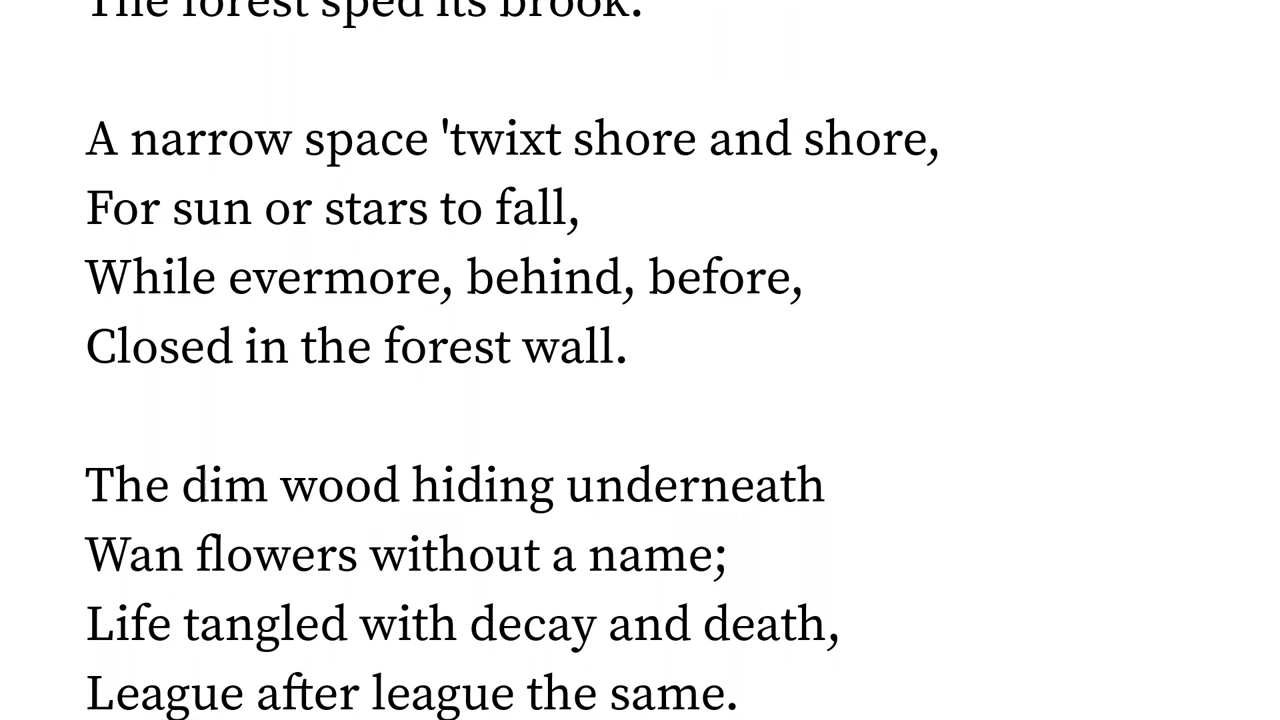 The forest sped its brook.
A narrow space 'twixt shore and shore,
For sun or stars to fall,
While evermore, behind, before,
Closed in the forest wall.
The dim wood hiding underneath
Wan flowers without a name;
Life tangled with decay and death,
League after league the same.